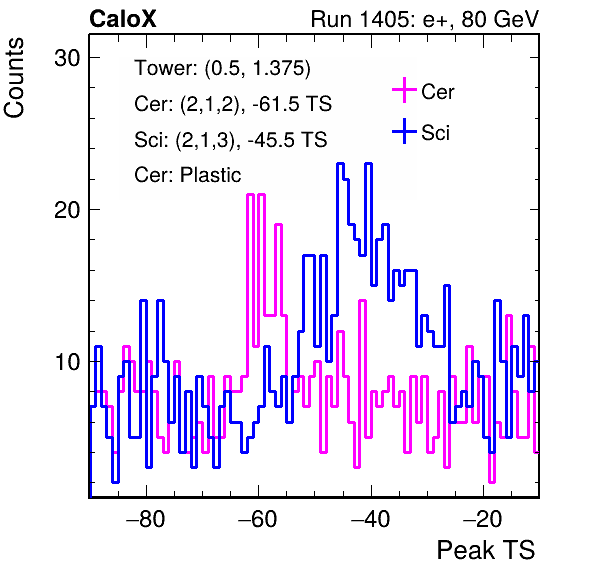 CaloX Run 1405: e+, 80 GeV
Counts
30
20
10
Tower: (0.5, 1.375)
Cer: (2,1,2), -61.5 TS
Sci: (2,1,3), -45.5 TS
Cer: Plastic
Cer
Sci
−80 −60 −40 −20
Peak TS